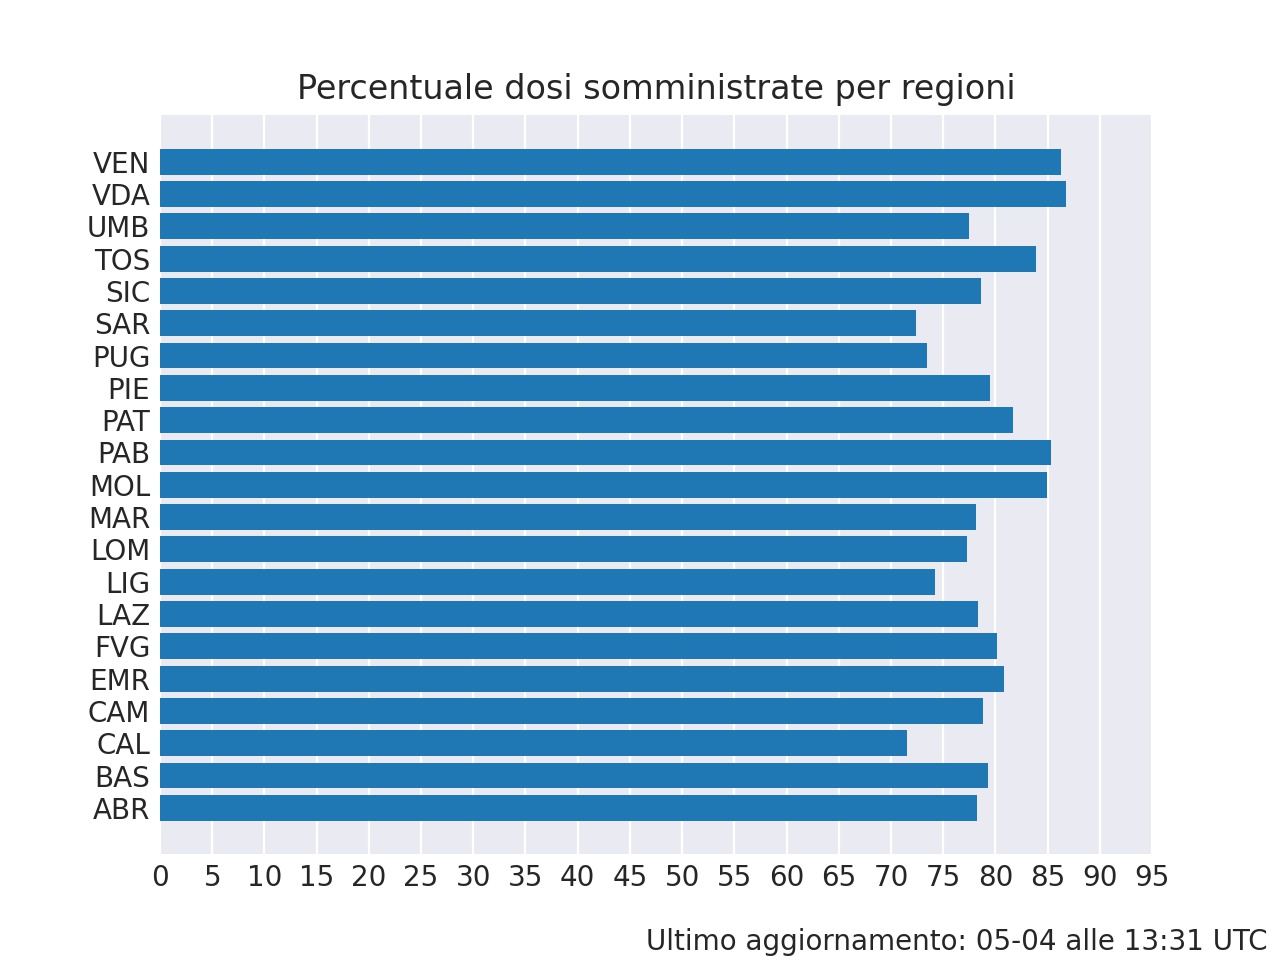 Percentuale dosi somministrate per regioni
VEN
VDA
UMB
TOS
SIC
SAR
PUG
PIE
PAT
PAB
MOL
MAR
LOM
LIG
LAZ
FVG
EMR
CAM
CAL
BAS
ABR
0 5 10 15 20 25 30 35 40 45 50 55 60 65 70 75 80 85 90 95
Ultimo aggiornamento: 05-04 alle 13:31 UTC